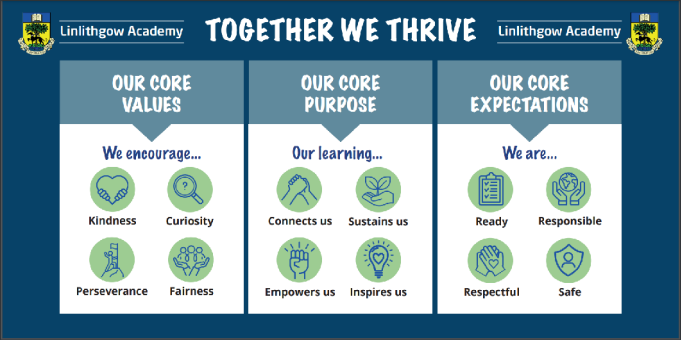 Linlithgow Academy
TOGETHER WE THRIVE
Linlithgow Academy
OUR CORE
VALUES
We encourage...
Kindness
Curiosity
Perseverance
Fairness
OUR CORE
PURPOSE
Our learning...
Connects us
Sustains us
Empowers us
Inspires us
OUR CORE
EXPECTATIONS
We are...
Ready
Responsible
Respectful
Safe
?